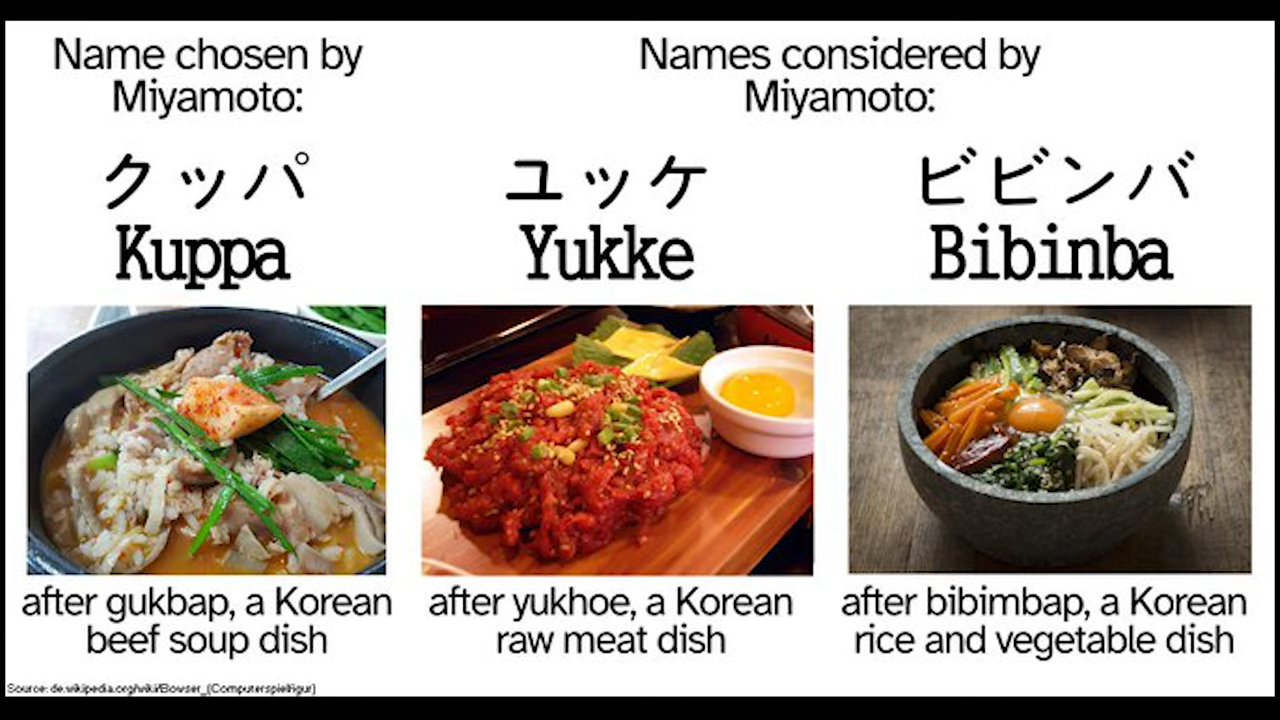 Name chosen by
Miyamoto:
Names considered by
Miyamoto:
クッパ
ユッケ
ビビンバ
Kuppa
Yukke
Bibinba
after gukbap, a Korean
beef soup dish
after yukhoe, a Korean
raw meat dish
after bibimbap, a Korean
rice and vegetable dish
Source: de.wikipedia.org/wiki/Bowser_(Computerspielfigur)